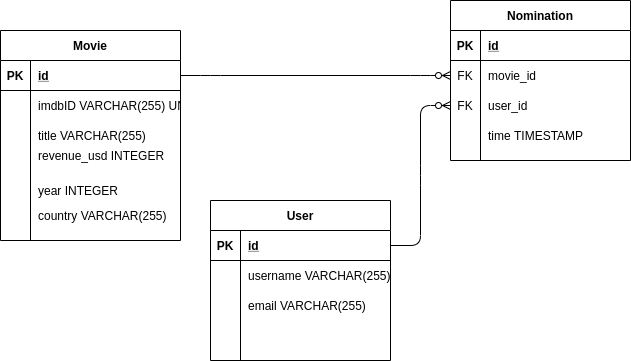 Movie
PK id
imdbID VARCHAR(255)
title VARCHAR(255)
revenue_usd INTEGER
year INTEGER
country VARCHAR(255)
User
PK id
username VARCHAR(255)
email VARCHAR(255)
Nomination
PK id
FK movie_id
FK user_id
time TIMESTAMP